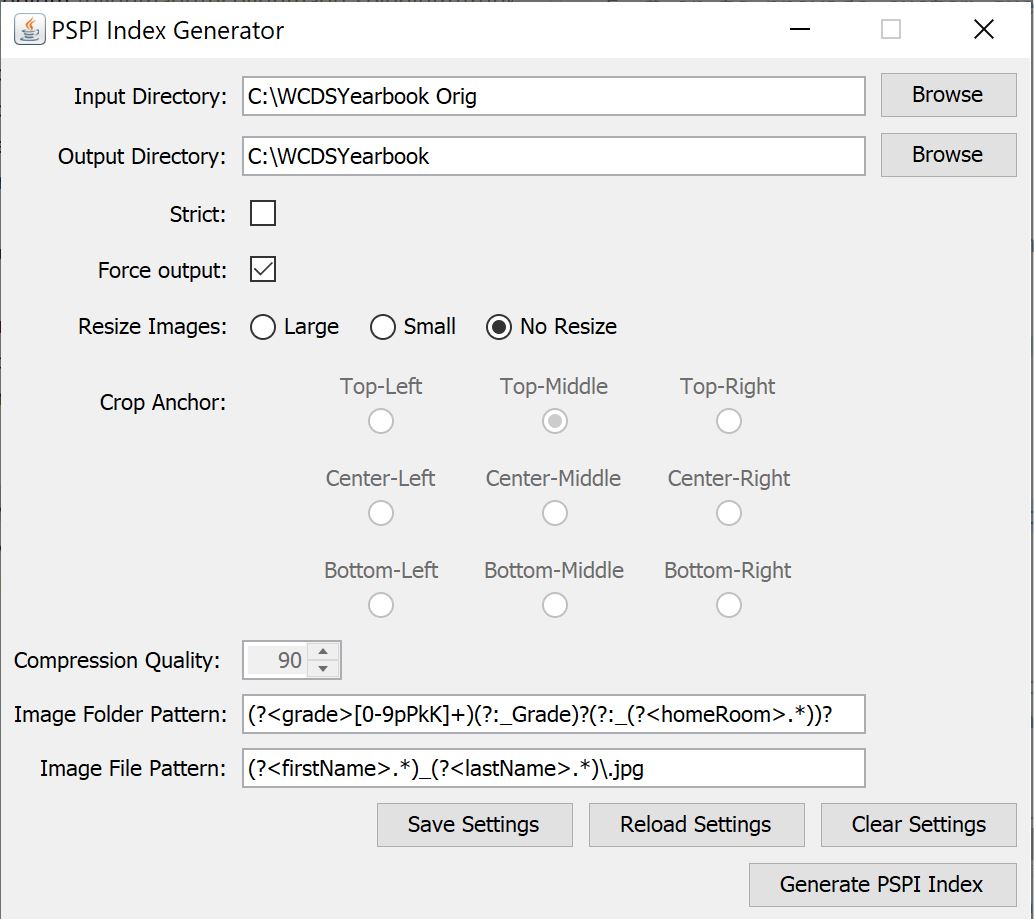 PSPI Index Generator
Input Directory: C:\WCDSYearbook Orig Browse
Output Directory: C:\WCDSYearbook Browse
Strict:
Force output:
Resize Images: Large Small No Resize
Top-Left Top-Middle Top-Right
Crop Anchor:
Center-Left Center-Middle Center-Right
Bottom-Left Bottom-Middle Bottom-Right
Compression Quality: 90
Image Folder Pattern: (?<grade>[0-9pPkK]+)(?:_Grade)?(?:_(?<homeRoom>.*))?
Image File Pattern: (?<firstName>.*)_(?<lastName>.*)\.jpg
Save Settings Reload Settings Clear Settings
Generate PSPI Index